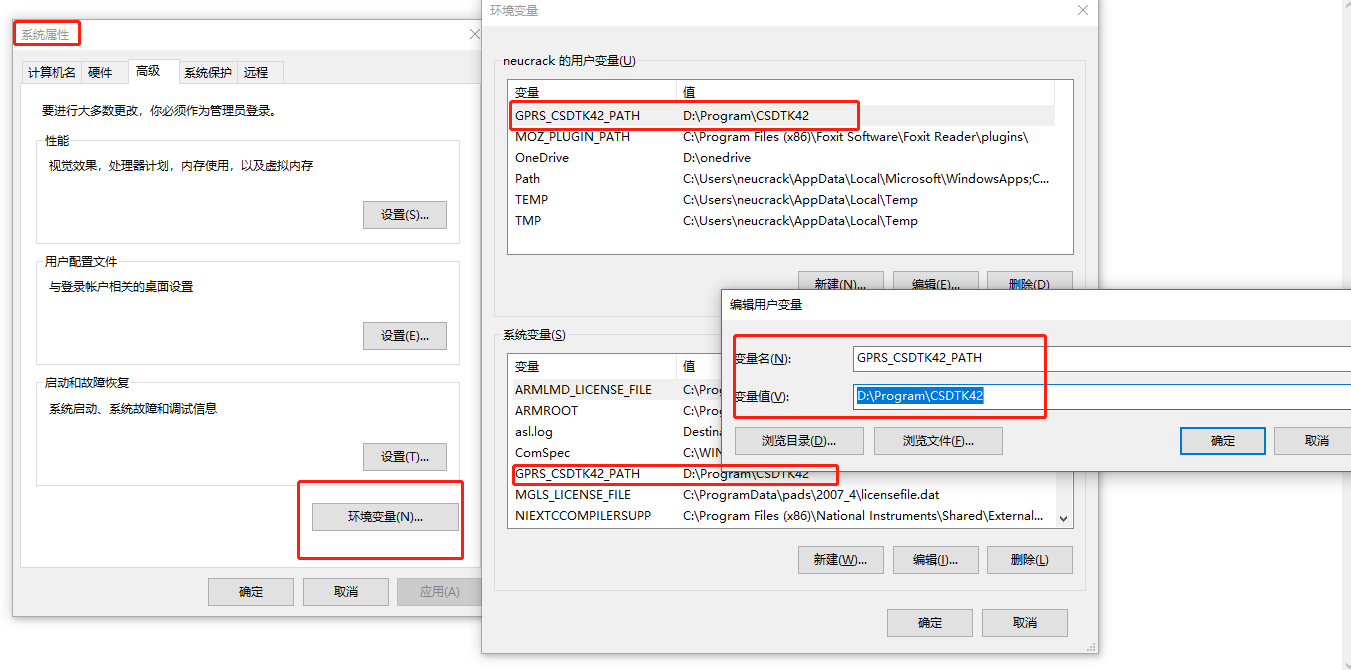 系统属性
计算机名 硬件 高级 系统保护 远程
要进行大多数更改，你必须作为管理员登录。
性能
视觉效果，处理器计划，内存使用，以及虚拟内存
设置(S)...
用户配置文件
与登录帐户相关的桌面设置
设置(E)...
启动和故障恢复
系统启动、系统故障和调试信息
设置(T)...
环境变量(N)...
确定 取消 应用(A)
环境变量
neucrack 的用户变量(U)
变量 值
GPRS_CSDTK42_PATH D:\Program\CSDTK42
MOZ_PLUGIN_PATH C:\Program Files (x86)\Foxit Software\Foxit Reader\plugins\
OneDrive D:\onedrive
Path C:\Users\neucrack\AppData\Local\Microsoft\WindowsApps;C...
TEMP C:\Users\neucrack\AppData\Local\Temp
TMP C:\Users\neucrack\AppData\Local\Temp
新建(N)... 编辑(E)... 删除(D)
系统变量(S)
变量 值
ARMLMD_LICENSE_FILE C:\Prog
ARMROOT C:\Prog
asl.log Destina
ComSpec C:\WIN
GPRS_CSDTK42_PATH D:\Program\CSDTK42
MGLS_LICENSE_FILE C:\ProgramData\pads\2007_4\licensefile.dat
NIEXTCCOMPILERSUPP C:\Program Files (x86)\National Instruments\Shared\External...
新建(W)... 编辑(I)... 删除(L)
确定 取消
编辑用户变量
变量名(N): GPRS_CSDTK42_PATH
变量值(V): D:\Program\CSDTK42
浏览目录(D)... 浏览文件(F)... 确定 取消